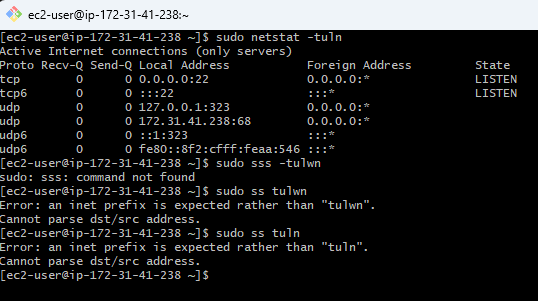 ec2-user@ip-172-31-41-238:~
[ec2-user@ip-172-31-41-238 ~]$ sudo netstat -tuln
Active Internet connections (only servers)
Proto Recv-Q Send-Q Local Address           Foreign Address         State
tcp        0      0 0.0.0.0:22              0.0.0.0:*               LISTEN
tcp6       0      0 :::22                   :::*                    LISTEN
udp        0      0 127.0.0.1:323           0.0.0.0:*
udp        0      0 172.31.41.238:68        0.0.0.0:*
udp6       0      0 ::1:323                 :::*
udp6       0      0 fe80::8f2:cfff:feaa:546 :::*
[ec2-user@ip-172-31-41-238 ~]$ sudo sss -tulwn
sudo: sss: command not found
[ec2-user@ip-172-31-41-238 ~]$ sudo ss tulwn
Error: an inet prefix is expected rather than "tulwn".
Cannot parse dst/src address.
[ec2-user@ip-172-31-41-238 ~]$ sudo ss tuln
Error: an inet prefix is expected rather than "tuln".
Cannot parse dst/src address.
[ec2-user@ip-172-31-41-238 ~]$